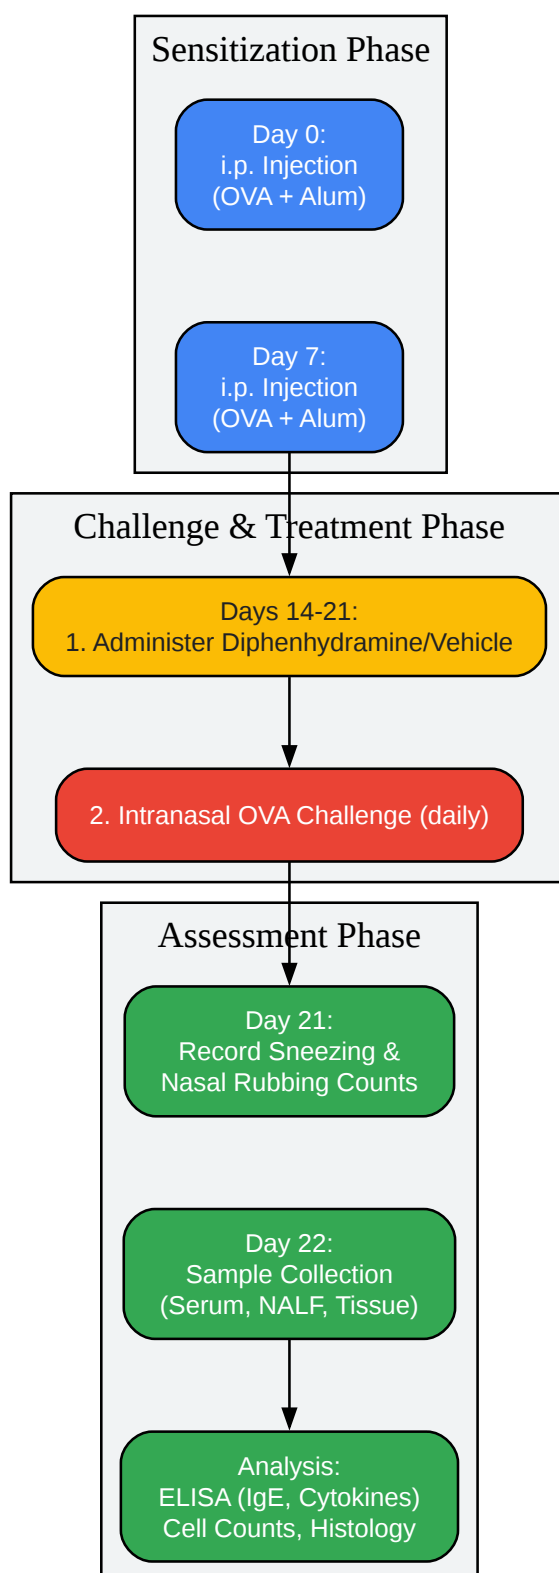 Sensitization Phase
Day 0:
i.p. Injection
(OVA + Alum)
Day 7:
i.p. Injection
(OVA + Alum)
Challenge & Treatment Phase
Days 14-21:
1. Administer Diphenhydramine/Vehicle
2. Intranasal OVA Challenge (daily)
Assessment Phase
Day 21:
Record Sneezing &
Nasal Rubbing Counts
Day 22:
Sample Collection
(Serum, NALF, Tissue)
Analysis:
ELISA (IgE, Cytokines)
Cell Counts, Histology